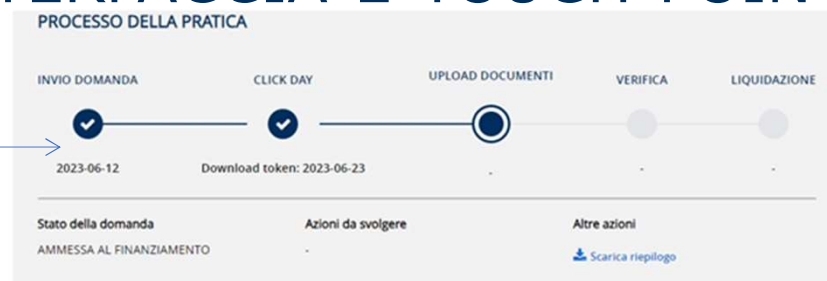 PROCESSO DELLA PRATICA
INVIO DOMANDA CLICK DAY UPLOAD DOCUMENTI VERIFICA LIQUIDAZIONE
2023-06-12 Download token: 2023-06-23 - - -
Stato della domanda Azioni da svolgere Altre azioni
AMMESSA AL FINANZIAMENTO - Scarica riepilogo